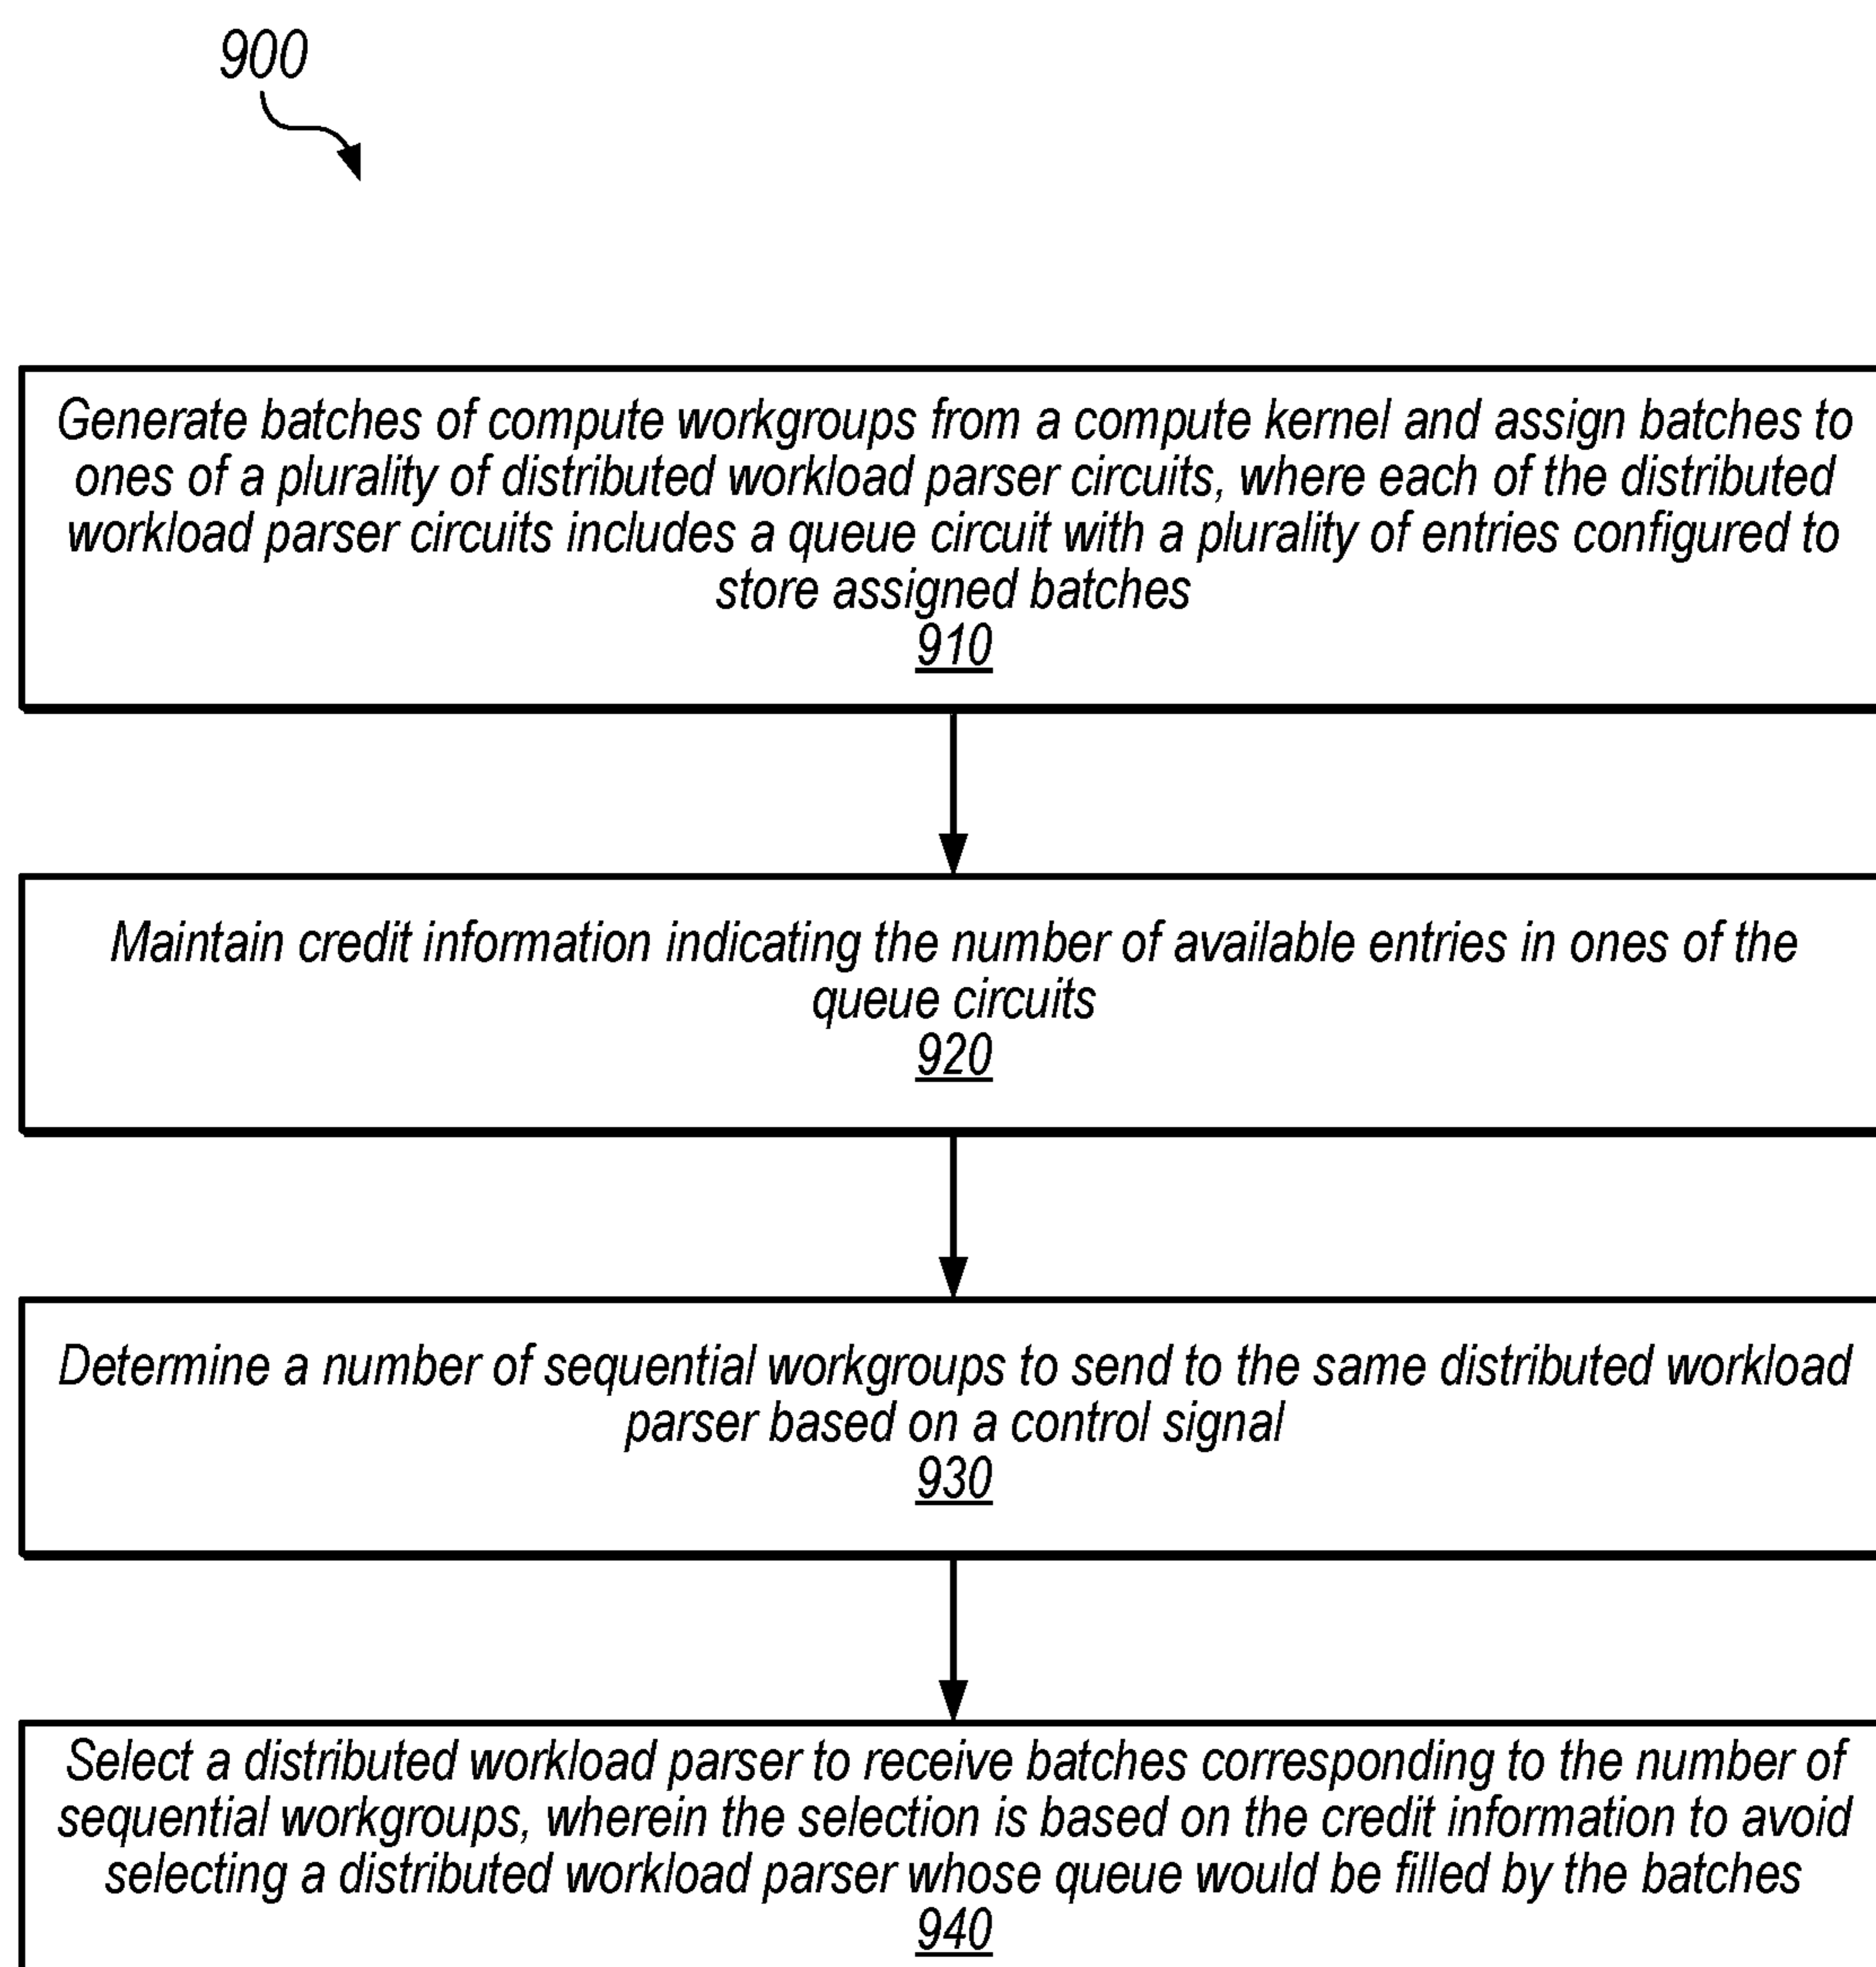 900
Generate batches of compute workgroups from a compute kernel and assign batches to
ones of a plurality of distributed workload parser circuits, where each of the distributed
workload parser circuits includes a queue circuit with a plurality of entries configured to
store assigned batches
910
Maintain credit information indicating the number of available entries in ones of the
queue circuits
920
Determine a number of sequential workgroups to send to the same distributed workload
parser based on a control signal
930
Select a distributed workload parser to receive batches corresponding to the number of
sequential workgroups, wherein the selection is based on the credit information to avoid
selecting a distributed workload parser whose queue would be filled by the batches
940